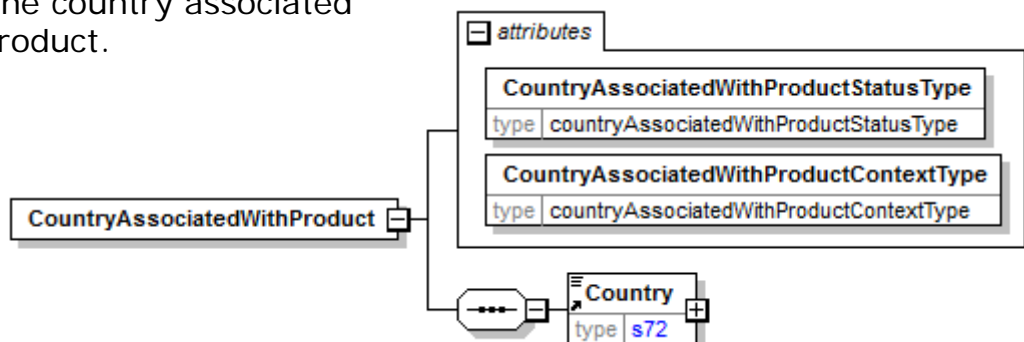 he country associated
roduct.
attributes
CountryAssociatedWithProductStatusType
type countryAssociatedWithProductStatusType
CountryAssociatedWithProductContextType
type countryAssociatedWithProductContextType
CountryAssociatedWithProduct
Country
type s72